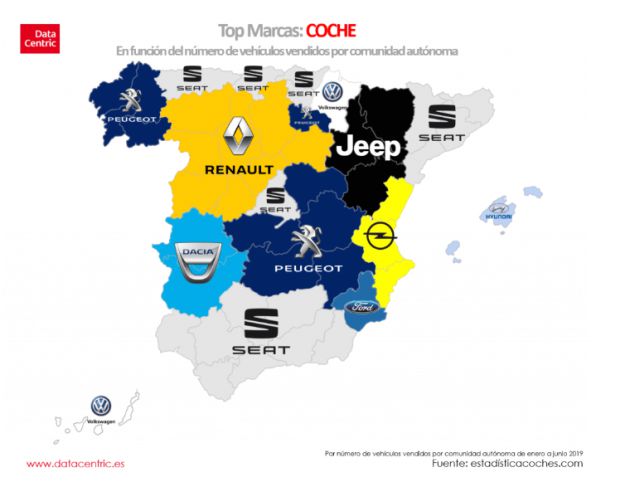 Data
Centric
Top Marcas: COCHE
En función del número de vehículos vendidos por comunidad autónoma
SEAT
SEAT
SEAT
Volkswagen
PEUGEOT
PEUGEOT
SEAT
RENAULT
Jeep
SEAT
HYUNDAI
DACIA
PEUGEOT
Ford
SEAT
Volkswagen
Por número de vehículos vendidos por comunidad autónoma de enero a junio 2019
www.datacentric.es
Fuente: estadísticacoches.com